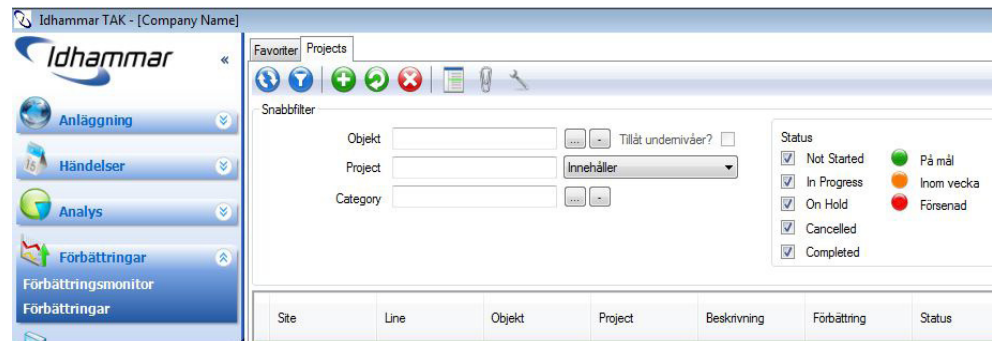 Idhammar TAK - [Company Name]
Idhammar
«
Anläggning
Händelser
Analys
Förbättringar
Förbättringsmonitor
Förbättringar
Favoriter Projects
Snabbfilter
Objekt ... - Tillåt undernivåer?
Project Innehåller
Category ... -
Status
Not Started På mål
In Progress Inom vecka
On Hold Försenad
Cancelled
Completed
Site Line Objekt Project Beskrivning Förbättring Status